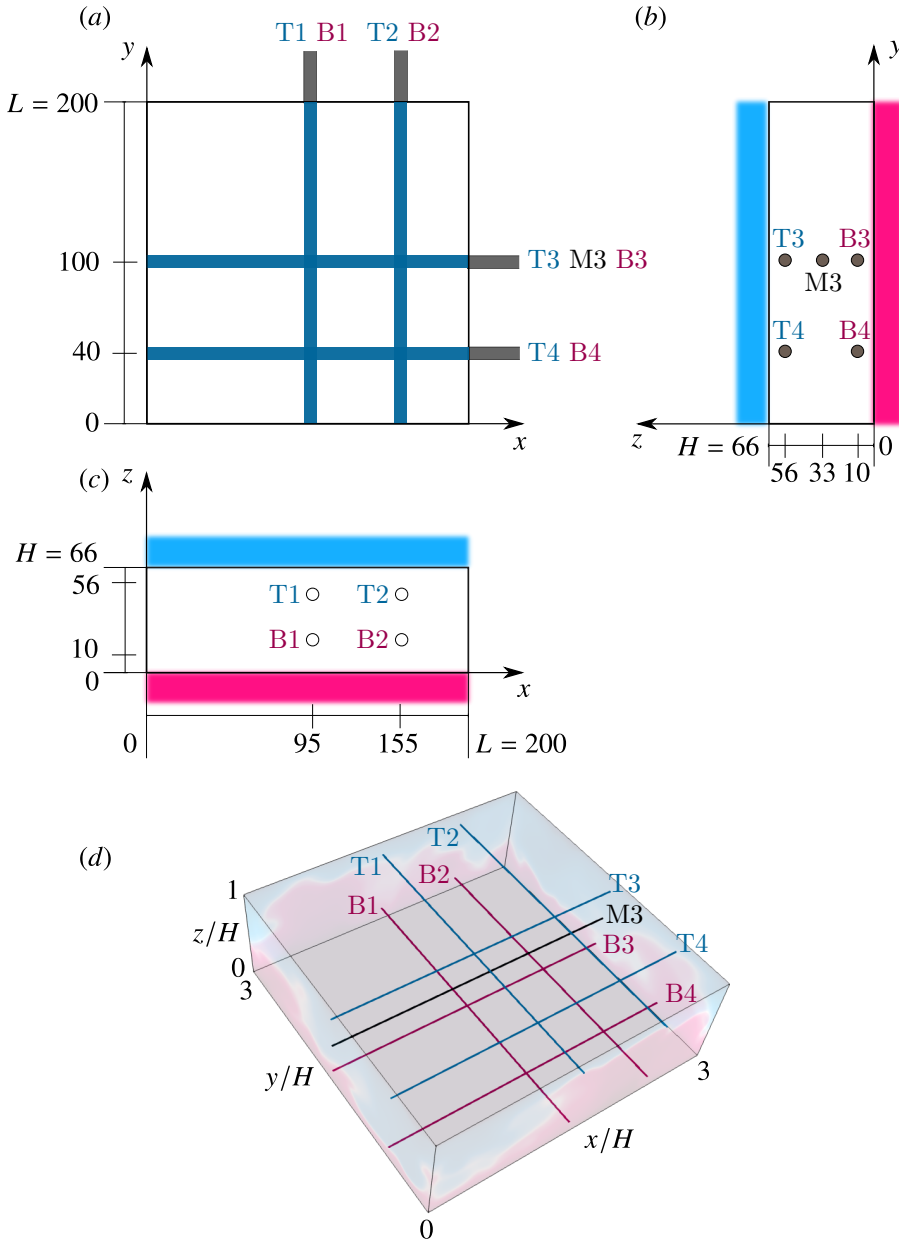 (a)
T1 B1 T2 B2
y
L = 200
100
T3 M3 B3
40
T4 B4
0
x
(b)
y
T3 B3
M3
T4 B4
z
H = 66
0
56 33 10
(c)
z
H = 66
56
T1 T2
B1 B2
10
0
x
0 95 155 L = 200
(d)
T2
T1
B2
T3
1
B1
M3
z/H
B3
T4
0
3
B4
y/H
3
x/H
0